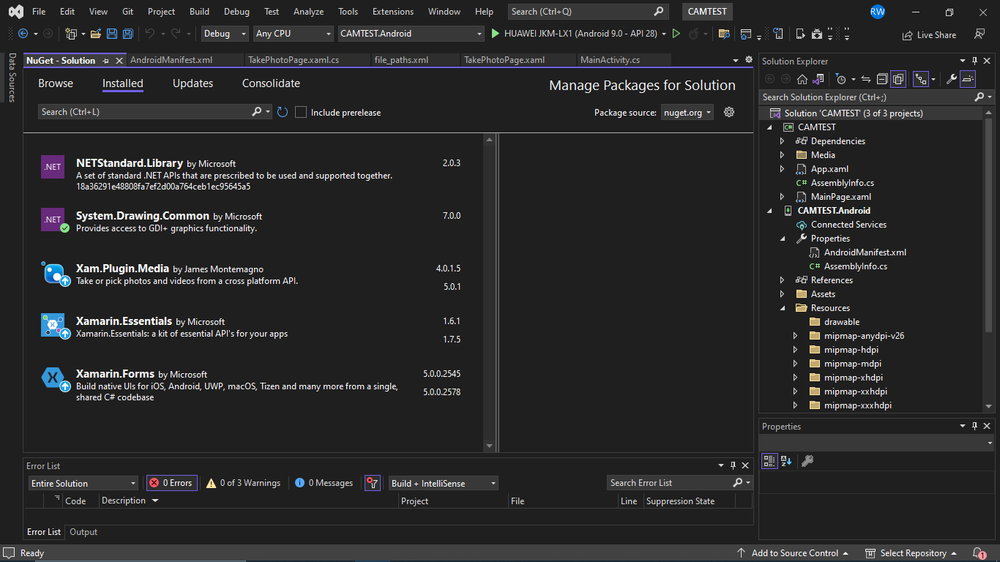 File Edit View Git Project Build Debug Test Analyze Tools Extensions Window Help Search (Ctrl+Q) CAMTEST RW
Debug Any CPU CAMTEST.Android HUAWEI JKM-LX1 (Android 9.0 - API 28) Live Share
Data Sources
NuGet - Solution AndroidManifest.xml TakePhotoPage.xaml.cs file_paths.xml TakePhotoPage.xaml MainActivity.cs
Browse Installed Updates Consolidate
Manage Packages for Solution
Search (Ctrl+L) Include prerelease
Package source: nuget.org
.NET
NETStandard.Library by Microsoft 2.0.3
A set of standard .NET APIs that are prescribed to be used and supported together.
18a36291e48808fa7ef2d00a764ceb1ec95645a5
.NET
System.Drawing.Common by Microsoft 7.0.0
Provides access to GDI+ graphics functionality.
Xam.Plugin.Media by James Montemagno 4.0.1.5
Take or pick photos and videos from a cross platform API.
5.0.1
Xamarin.Essentials by Microsoft 1.6.1
Xamarin.Essentials: a kit of essential API's for your apps
1.7.5
Xamarin.Forms by Microsoft 5.0.0.2545
Build native UIs for iOS, Android, UWP, macOS, Tizen and many more from a single,
shared C# codebase
5.0.0.2578
Error List
Entire Solution 0 Errors 0 of 3 Warnings 0 Messages Build + IntelliSense Search Error List
Code Description Project File Line Suppression State
Error List Output
Solution Explorer
Search Solution Explorer (Ctrl+;)
Solution 'CAMTEST' (3 of 3 projects)
C# CAMTEST
Dependencies
Media
App.xaml
C# AssemblyInfo.cs
MainPage.xaml
CAMTEST.Android
Connected Services
Properties
AndroidManifest.xml
C# AssemblyInfo.cs
References
Assets
Resources
drawable
mipmap-anydpi-v26
mipmap-hdpi
mipmap-mdpi
mipmap-xhdpi
mipmap-xxhdpi
mipmap-xxxhdpi
Properties
Ready Add to Source Control Select Repository 1